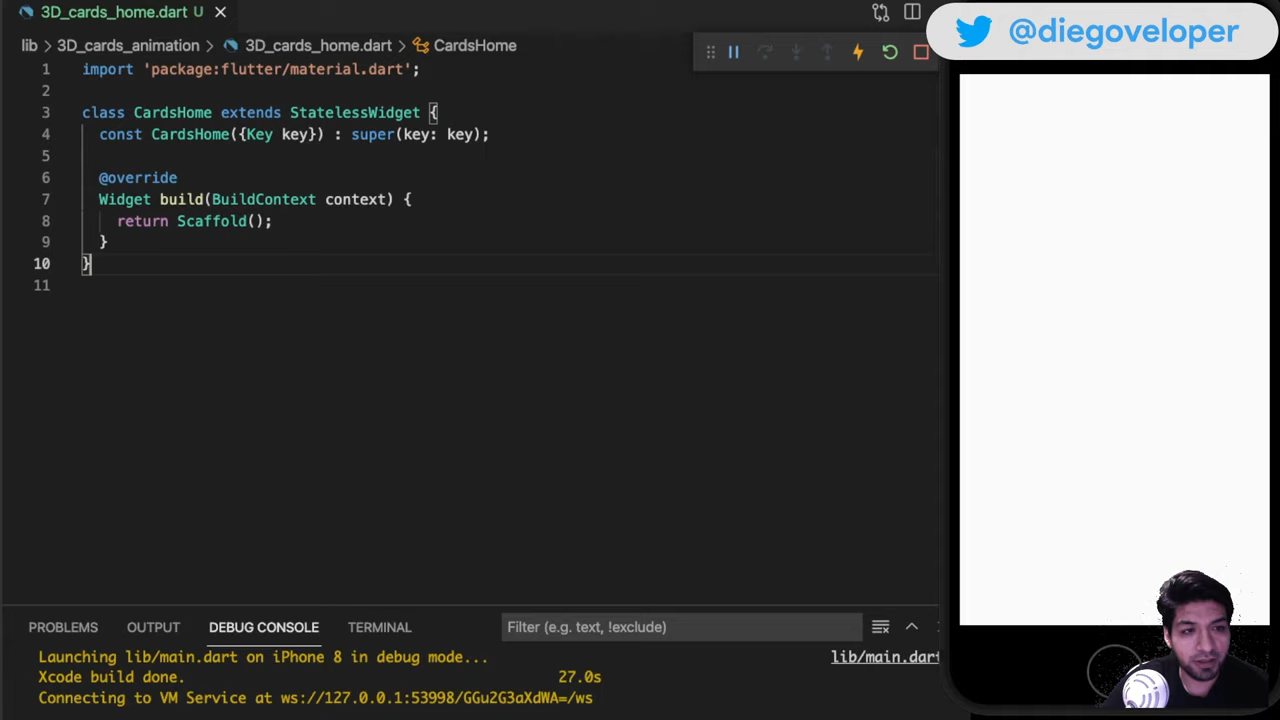 3D_cards_home.dart U
@diegoveloper
lib > 3D_cards_animation > 3D_cards_home.dart > CardsHome
1 import 'package:flutter/material.dart';
2
3 class CardsHome extends StatelessWidget {
4 const CardsHome({Key key}) : super(key: key);
5
6 @override
7 Widget build(BuildContext context) {
8 return Scaffold();
9 }
10 }
11
PROBLEMS OUTPUT DEBUG CONSOLE TERMINAL Filter (e.g. text, !exclude)
Launching lib/main.dart on iPhone 8 in debug mode... lib/main.dart
Xcode build done. 27.0s
Connecting to VM Service at ws://127.0.0.1:53998/GGu2G3aXdWA=/ws